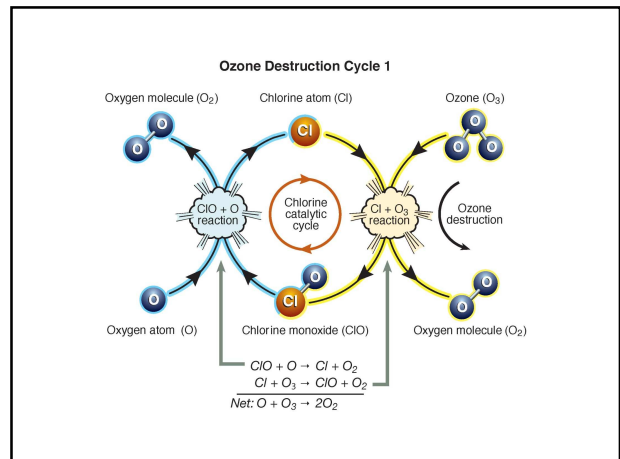 Ozone Destruction Cycle 1
Oxygen molecule (O₂)
Chlorine atom (Cl)
Ozone (O₃)
O
O
Cl
O
O
O
ClO + O
reaction
Chlorine
catalytic
cycle
Cl + O₃
reaction
Ozone
destruction
O
Cl
O
O
O
Oxygen atom (O)
Chlorine monoxide (ClO)
Oxygen molecule (O₂)
ClO + O → Cl + O₂
Cl + O₃ → ClO + O₂
Net: O + O₃ → 2O₂